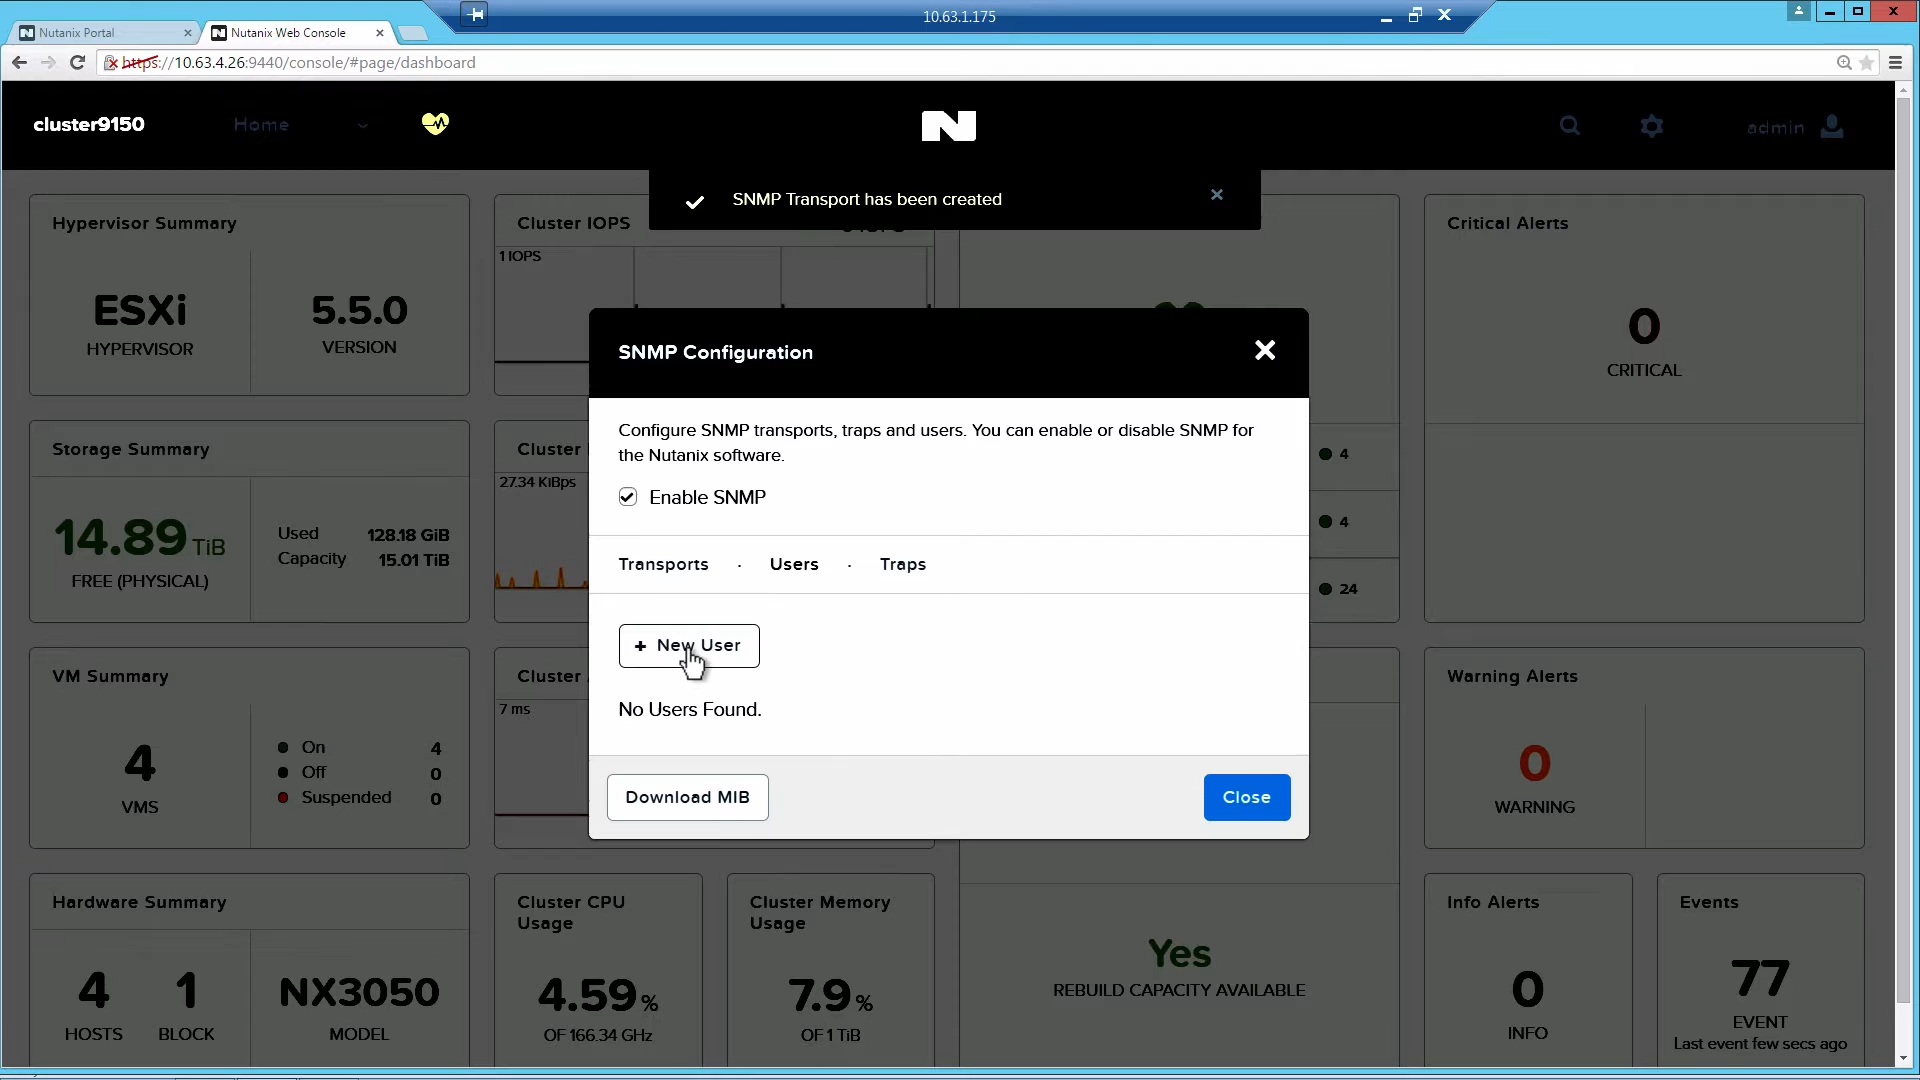 10.63.1.175
Nutanix Portal
Nutanix Web Console
https://10.63.4.26:9440/console/#page/dashboard
cluster9150
Home
admin
SNMP Transport has been created
Hypervisor Summary
ESXi
HYPERVISOR
5.5.0
VERSION
Cluster IOPS
1 IOPS
Critical Alerts
0
CRITICAL
SNMP Configuration
Configure SNMP transports, traps and users. You can enable or disable SNMP for
the Nutanix software.
Enable SNMP
Transports · Users · Traps
+ New User
No Users Found.
Download MIB
Close
Storage Summary
14.89 TiB
FREE (PHYSICAL)
Used 128.18 GiB
Capacity 15.01 TiB
Cluster
27.34 KiBps
4
4
24
VM Summary
4
VMS
On 4
Off 0
Suspended 0
Cluster
7 ms
Warning Alerts
0
WARNING
Hardware Summary
4
HOSTS
1
BLOCK
NX3050
MODEL
Cluster CPU
Usage
4.59 %
OF 166.34 GHz
Cluster Memory
Usage
7.9 %
OF 1 TiB
Yes
REBUILD CAPACITY AVAILABLE
Info Alerts
0
INFO
Events
77
EVENT
Last event few secs ago